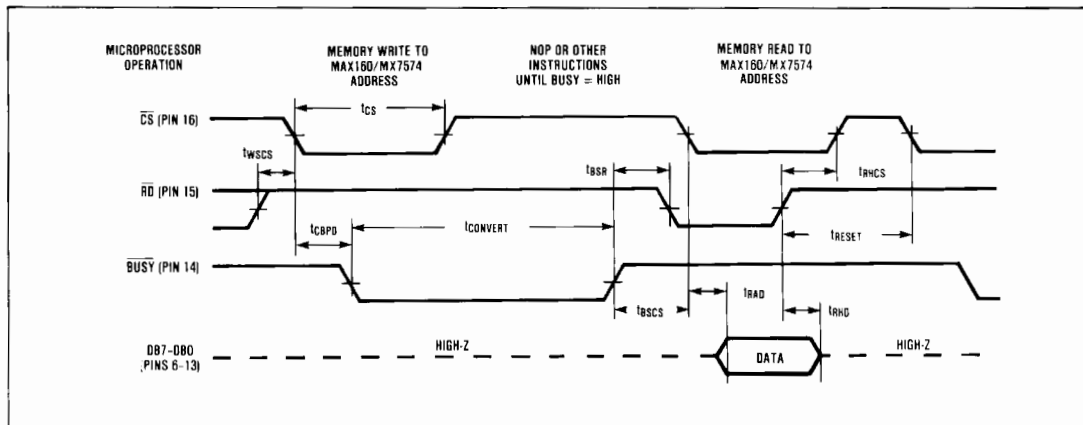 MICROPROCESSOR
OPERATION
MEMORY WRITE TO
MAX160/MX7574
ADDRESS
NOP OR OTHER
INSTRUCTIONS
UNTIL BUSY = HIGH
MEMORY READ TO
MAX160/MX7574
ADDRESS
CS (PIN 16)
tCS
tWSCS
tBSR
tRHCS
RD (PIN 15)
tCBPD
tCONVERT
tRESET
BUSY (PIN 14)
tBSCS
tRAD
tRHD
DB7-DB0
(PINS 6-13)
HIGH-Z
DATA
HIGH-Z